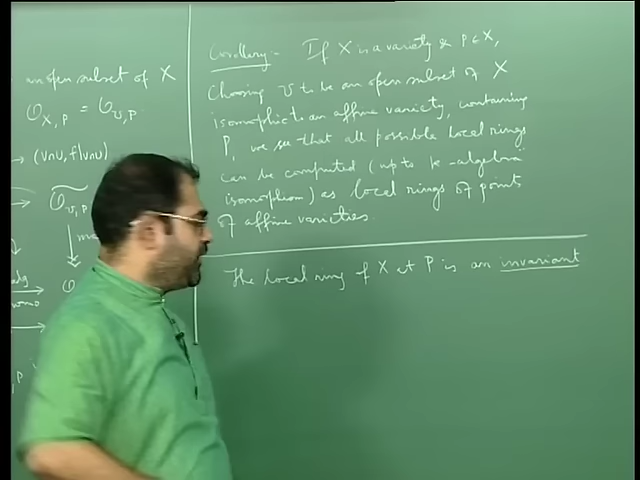 an open subset of X
O_{X,P} = O_{U,P}
→ (V∩U, f|V∩U)
Corollary:- If X is a variety & P∈X,
Choosing U to be an open subset of X
isomorphic to an affine variety, containing
P, we see that all possible local rings
can be computed (up to k-algebra
isomorphism) as local rings of points
of affine varieties.
The local ring of X at P is an invariant